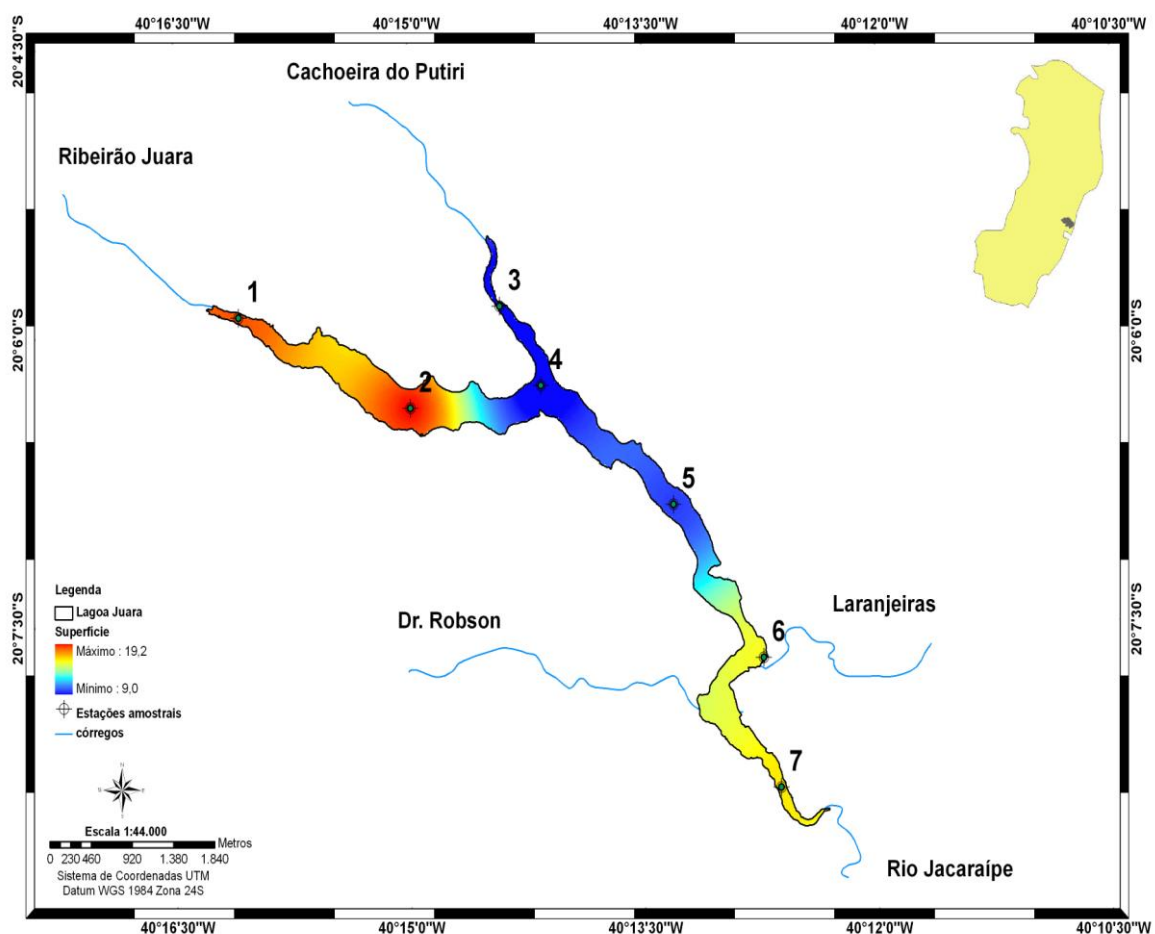 40°16'30"W 40°15'0"W 40°13'30"W 40°12'0"W 40°10'30"W
20°4'30"S
20°4'30"S
Cachoeira do Putiri
Ribeirão Juara
1
3
20°6'0"S
20°6'0"S
4
2
5
Legenda
Lagoa Juara
Superficie
Máximo : 19,2
Minimo : 9,0
Estações amostrais
córregos
Dr. Robson
Laranjeiras
20°7'30"S
20°7'30"S
6
7
N
Escala 1:44.000
Metros
0 230 460 920 1.380 1.840
Sistema de Coordenadas UTM
Datum WGS 1984 Zona 24S
Rio Jacaraípe
40°16'30"W 40°15'0"W 40°13'30"W 40°12'0"W 40°10'30"W